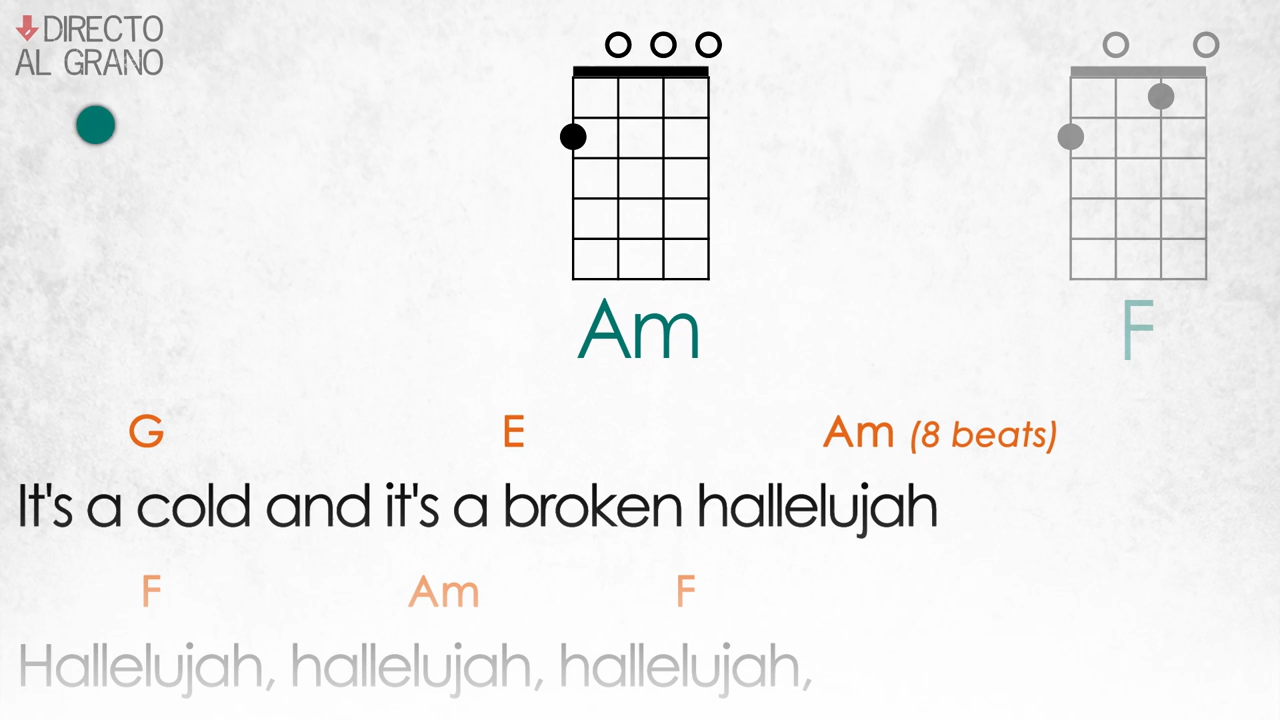 DIRECTO
AL GRANO
Am F
G E Am (8 beats)
It's a cold and it's a broken hallelujah
F Am F
Hallelujah, hallelujah, hallelujah,